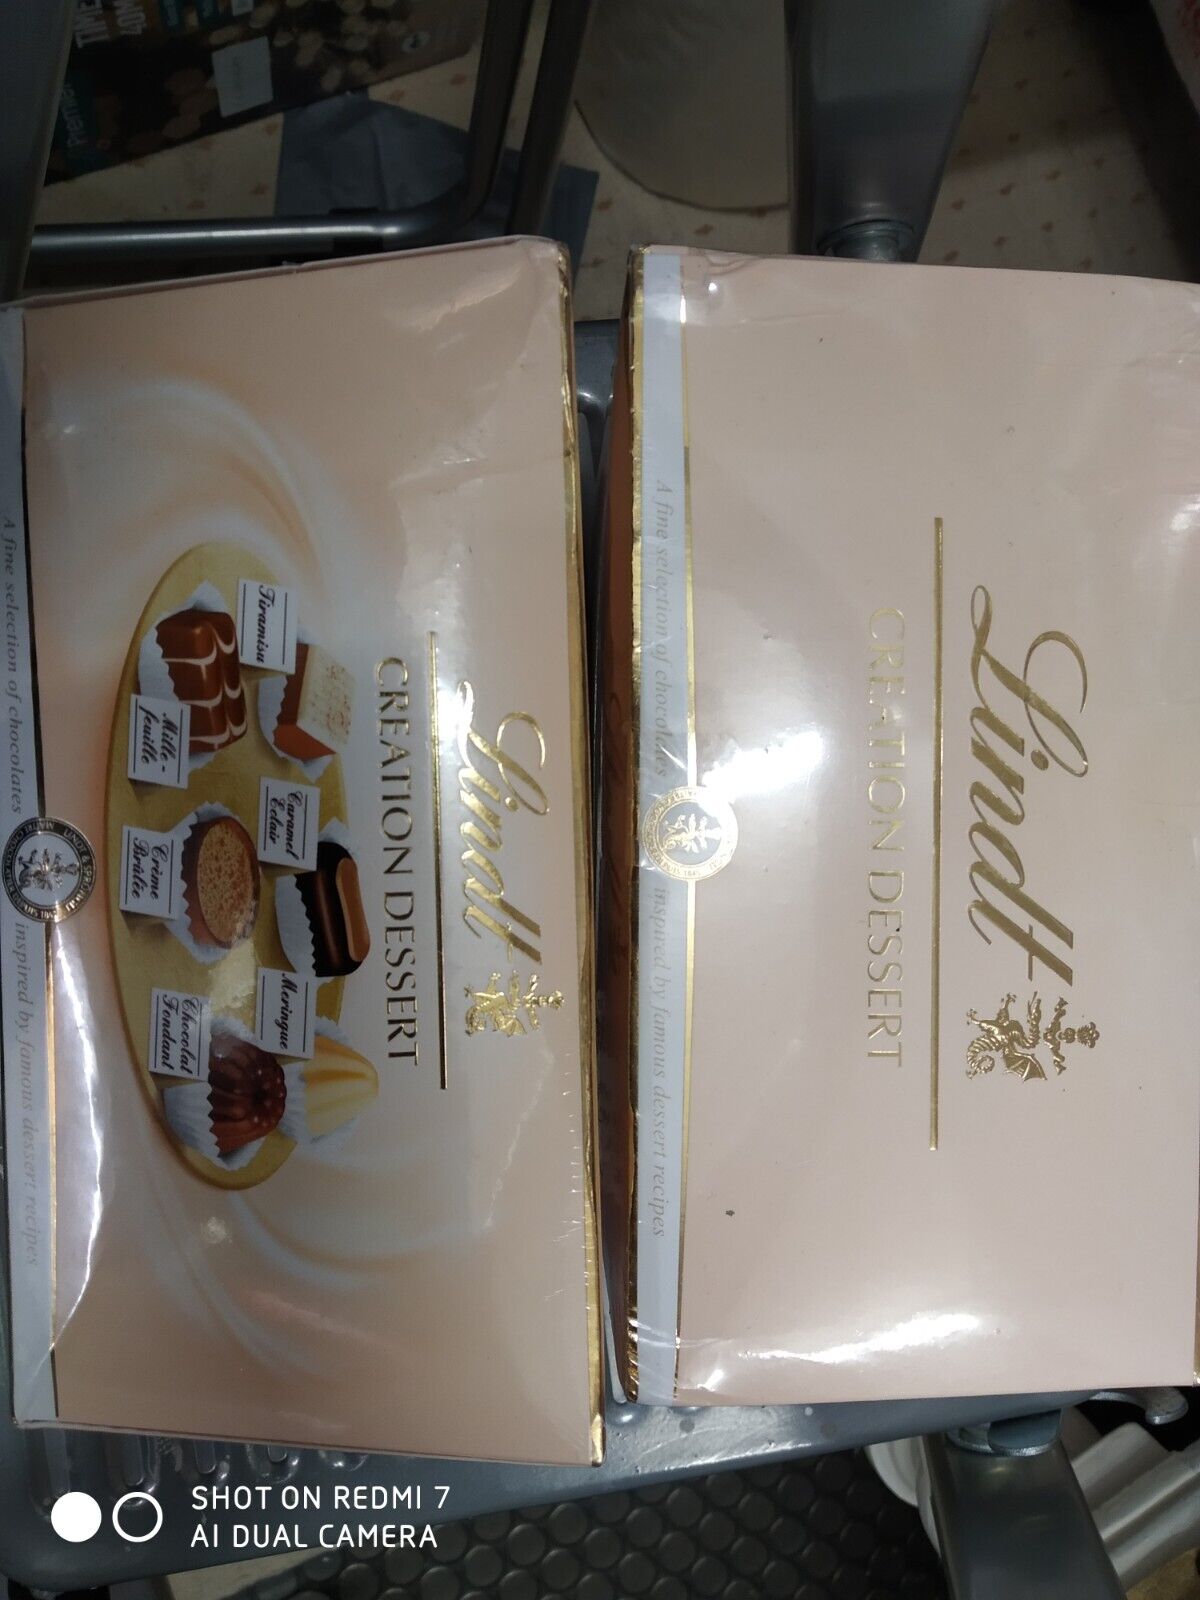 Lindt
CREATION DESSERT
Tiramisu
Mille-
feuille
Caramel
Eclair
Crème
Brûlée
Meringue
Chocolat
Fondant
A fine selection of chocolates
inspired by famous dessert recipes
Lindt
CREATION DESSERT
A fine selection of chocolates
inspired by famous dessert recipes
SHOT ON REDMI 7
AI DUAL CAMERA